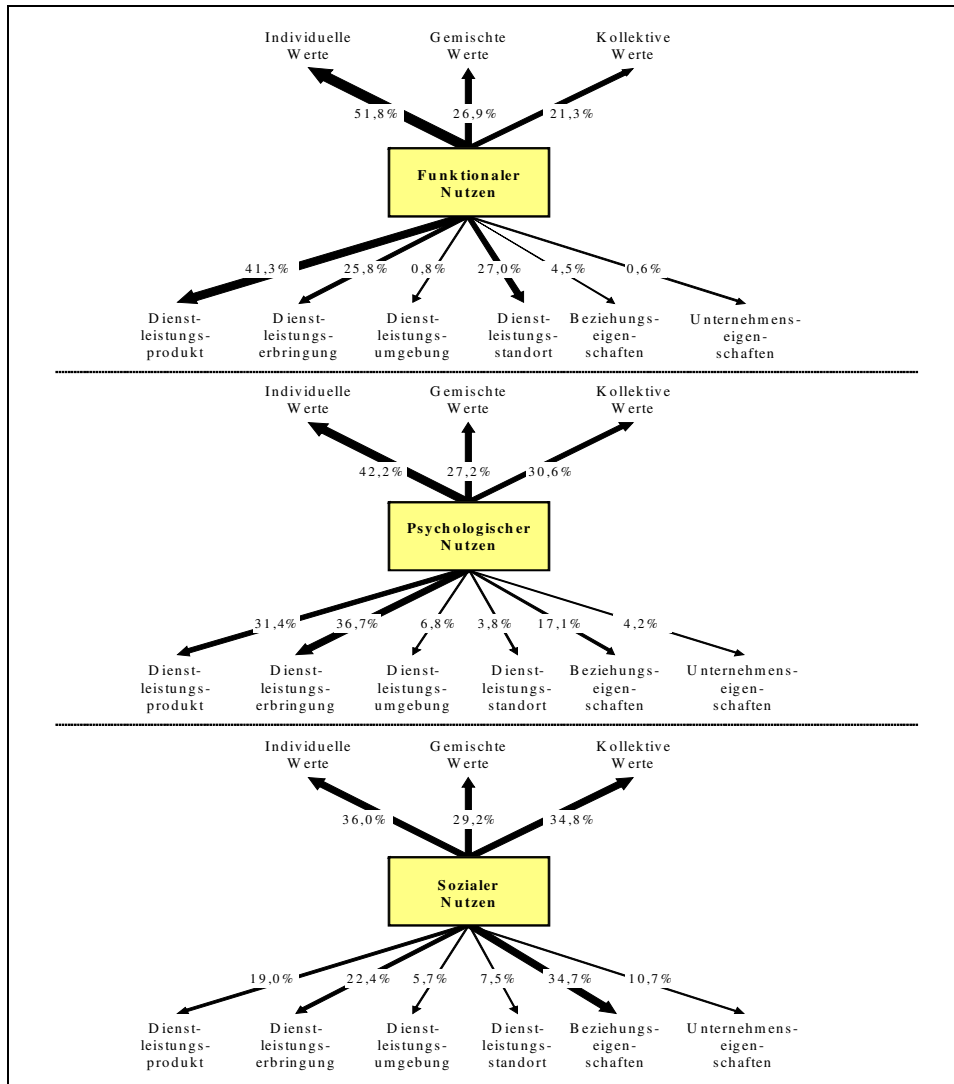 Individuelle Werte
Gemischte Werte
Kollektive Werte
51,8% 26,9% 21,3%
Funktionaler
Nutzen
41,3% 25,8% 0,8% 27,0% 4,5% 0,6%
Dienst-
leistungs-
produkt
Dienst-
leistungs-
erbringung
Dienst-
leistungs-
umgebung
Dienst-
leistungs-
standort
Beziehungs-
eigen-
schaften
Unternehmens-
eigen-
schaften
Individuelle
Werte
Gemischte
Werte
Kollektive
Werte
42,2% 27,2% 30,6%
Psychologischer
Nutzen
31,4% 36,7% 6,8% 3,8% 17,1% 4,2%
Dienst-
leistungs-
produkt
Dienst-
leistungs-
erbringung
Dienst-
leistungs-
umgebung
Dienst-
leistungs-
standort
Beziehungs-
eigen-
schaften
Unternehmens-
eigen-
schaften
Individuelle
Werte
Gemischte
Werte
Kollektive
Werte
36,0% 29,2% 34,8%
Sozialer
Nutzen
19,0% 22,4% 5,7% 7,5% 34,7% 10,7%
Dienst-
leistungs-
produkt
Dienst-
leistungs-
erbringung
Dienst-
leistungs-
umgebung
Dienst-
leistungs-
standort
Beziehungs-
eigen-
schaften
Unternehmens-
eigen-
schaften